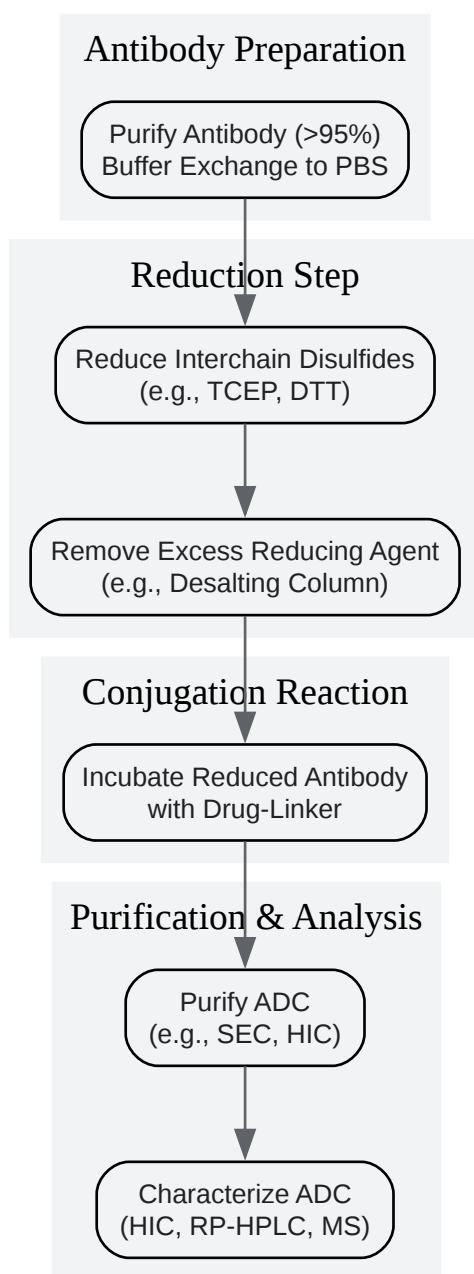 Antibody Preparation
Purify Antibody (>95%)
Buffer Exchange to PBS
Reduction Step
Reduce Interchain Disulfides
(e.g., TCEP, DTT)
Remove Excess Reducing Agent
(e.g., Desalting Column)
Conjugation Reaction
Incubate Reduced Antibody
with Drug-Linker
Purification & Analysis
Purify ADC
(e.g., SEC, HIC)
Characterize ADC
(HIC, RP-HPLC, MS)